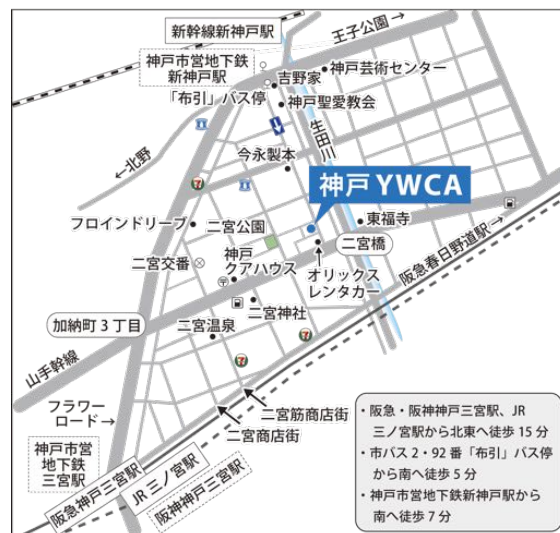 新幹線新神戸駅
王子公園→
神戸市営地下鉄
新神戸駅
吉野家
神戸芸術センター
「布引」バス停
神戸聖愛教会
生田川
←北野
今永製本
神戸 YWCA
7
フロインドリーブ
二宮公園
東福寺
二宮橋
阪急春日野道駅→
二宮交番
神戸
クアハウス
オリックス
レンタカー
〒
加納町3丁目
二宮神社
二宮温泉
山手幹線
7
7
フラワー
ロード→
二宮筋商店街
二宮商店街
神戸市営
地下鉄
三宮駅
阪急神戸三宮駅
JR 三ノ宮駅
阪神神戸三宮駅
・阪急・阪神神戸三宮駅、JR
三ノ宮駅から北東へ徒歩 15 分
・市バス 2・92 番「布引」バス停
から南へ徒歩 5 分
・神戸市営地下鉄新神戸駅から
南へ徒歩 7 分